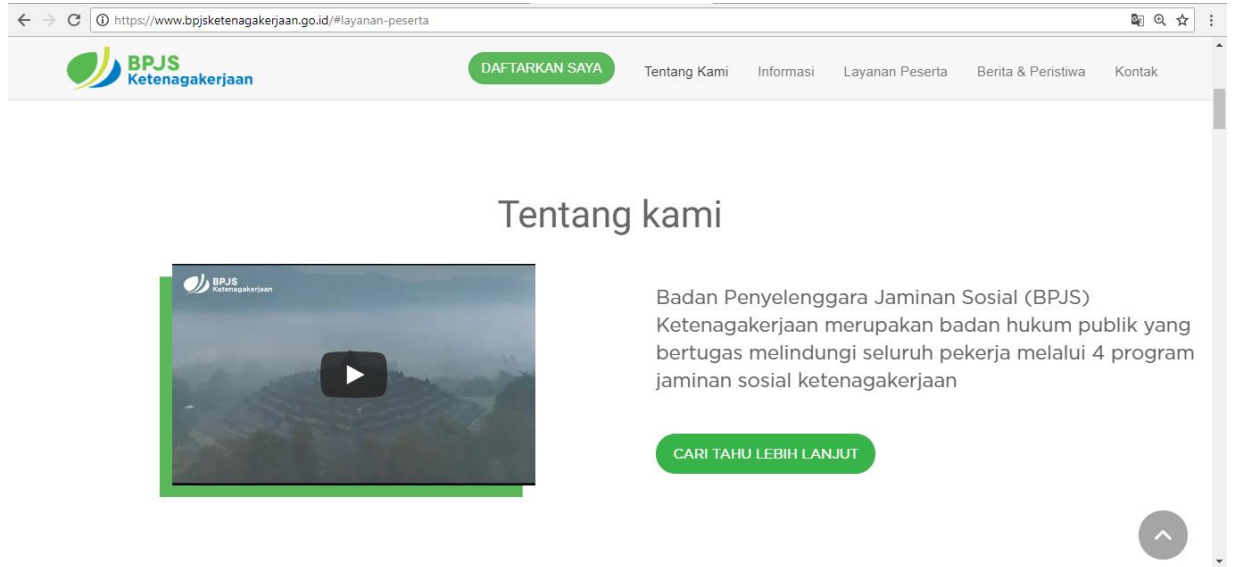 https://www.bpjsketenagakerjaan.go.id/#layanan-peserta
BPJS
Ketenagakerjaan
DAFTARKAN SAYA
Tentang Kami
Informasi
Layanan Peserta
Berita & Peristiwa
Kontak
Tentang kami
BPJS
Ketenagakerjaan
Badan Penyelenggara Jaminan Sosial (BPJS)
Ketenagakerjaan merupakan badan hukum publik yang
bertugas melindungi seluruh pekerja melalui 4 program
jaminan sosial ketenagakerjaan
CARI TAHU LEBIH LANJUT